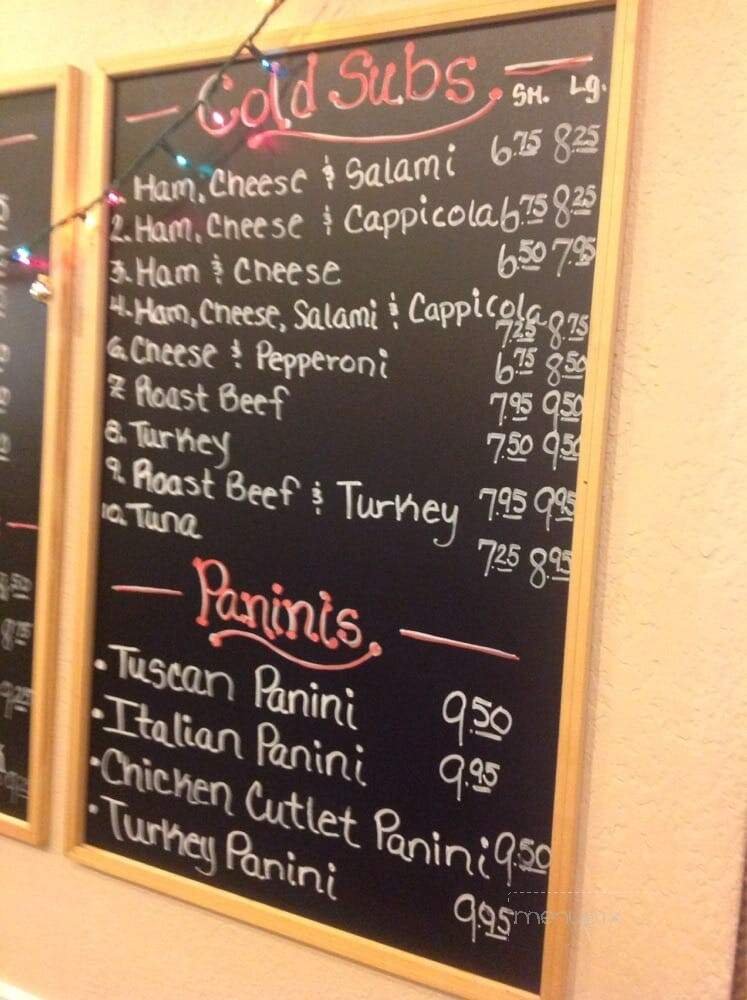 Cold Subs SM. Lg.
1. Ham, Cheese & Salami 6.75 8.25
2. Ham, Cheese & Cappicola 6.75 8.25
3. Ham & Cheese 6.50 7.95
4. Ham, Cheese, Salami & Cappicola 7.25 8.75
6. Cheese & Pepperoni 6.75 8.50
7. Roast Beef 7.95 9.50
8. Turkey 7.50 9.50
9. Roast Beef & Turkey 7.95 9.95
10. Tuna 7.25 8.95
Paninis
• Tuscan Panini 9.50
• Italian Panini 9.95
• Chicken Cutlet Panini 9.50
• Turkey Panini 9.95